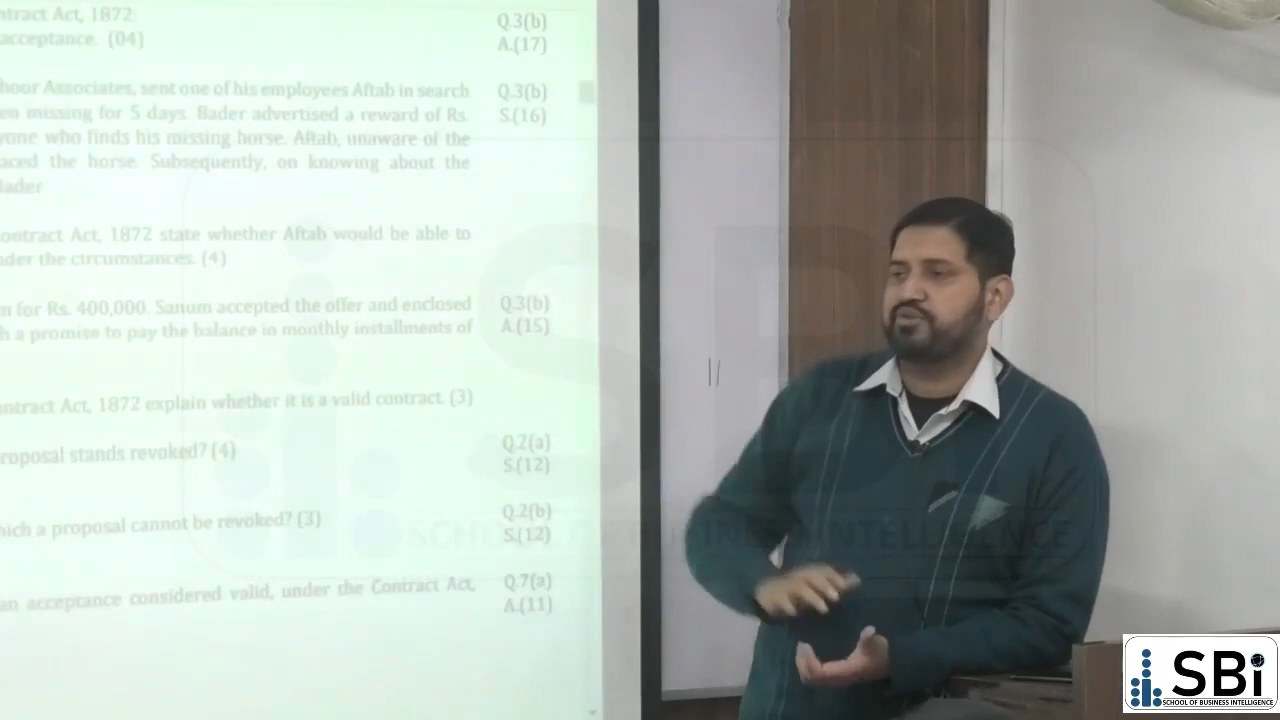 ntract Act, 1872:
Q.3(b)
acceptance. (04)
A.(17)
hoor Associates, sent one of his employees Aftab in search
Q.3(b)
en missing for 5 days. Bader advertised a reward of Rs.
S.(16)
yone who finds his missing horse. Aftab, unaware of the
aced the horse. Subsequently, on knowing about the
Bader
ontract Act, 1872 state whether Aftab would be able to
nder the circumstances. (4)
m for Rs. 400,000. Sanum accepted the offer and enclosed
Q.3(b)
h a promise to pay the balance in monthly installments of
A.(15)
ontract Act, 1872 explain whether it is a valid contract. (3)
roposal stands revoked? (4)
Q.2(a)
S.(12)
hich a proposal cannot be revoked? (3)
Q.2(b)
S.(12)
an acceptance considered valid, under the Contract Act,
Q.7(a)
A.(11)
SCHOOL OF BUSINESS INTELLIGENCE
SBi
SCHOOL OF BUSINESS INTELLIGENCE